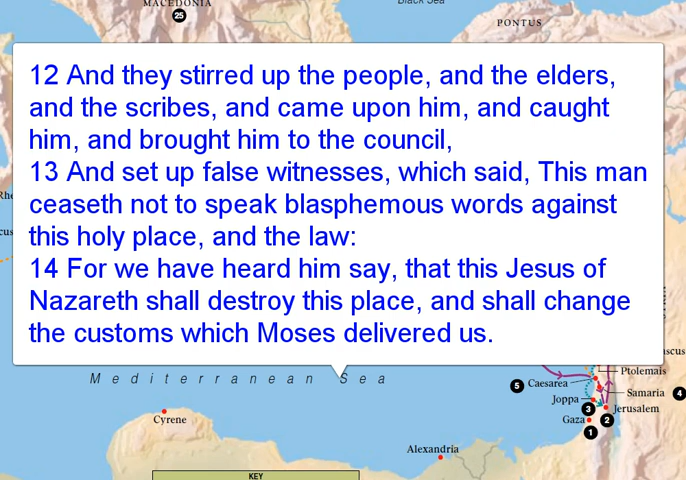 MACEDONIA
25
Black Sea
PONTUS
12 And they stirred up the people, and the elders,
and the scribes, and came upon him, and caught
him, and brought him to the council,
13 And set up false witnesses, which said, This man
ceaseth not to speak blasphemous words against
this holy place, and the law:
14 For we have heard him say, that this Jesus of
Nazareth shall destroy this place, and shall change
the customs which Moses delivered us.
Mediterranean Sea
Ptolemais
5 Caesarea
Samaria 4
Joppa
3 Jerusalem
Gaza 2
1
Cyrene
Alexandria
KEY